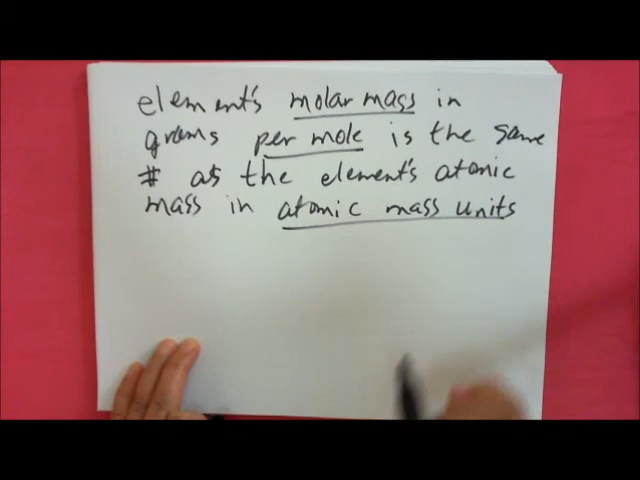 element's molar mass in
grams per mole is the same
# as the element's atomic
mass in atomic mass units